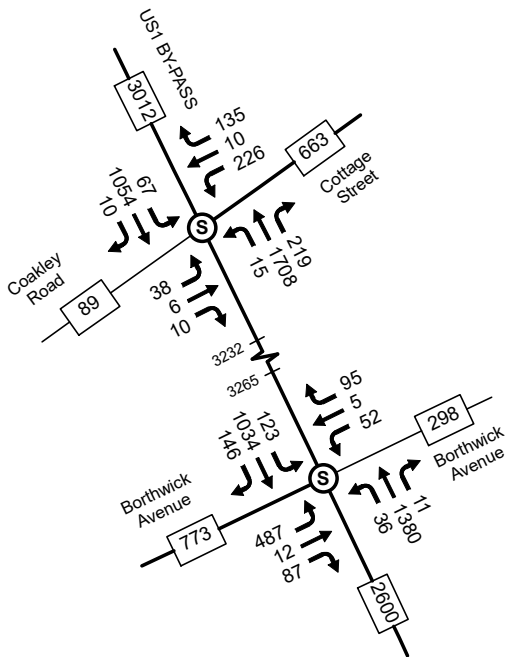 US1 BY-PASS
3012
135
10
226
663
Cottage
Street
67
1054
10
S
219
1708
15
Coakley
Road
89
38
6
10
3232
3265
95
5
52
298
Borthwick
Avenue
123
1034
146
S
11
1380
36
Borthwick
Avenue
773
487
12
87
2600